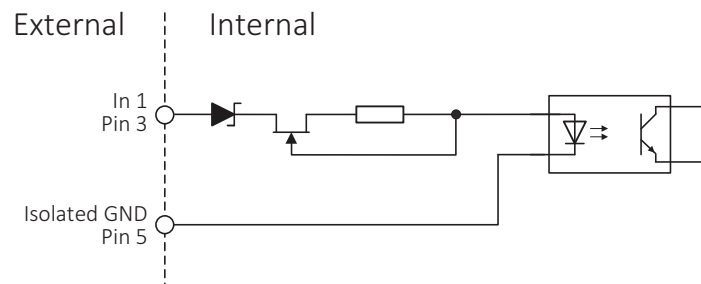 External
Internal
In 1
Pin 3
Isolated GND
Pin 5